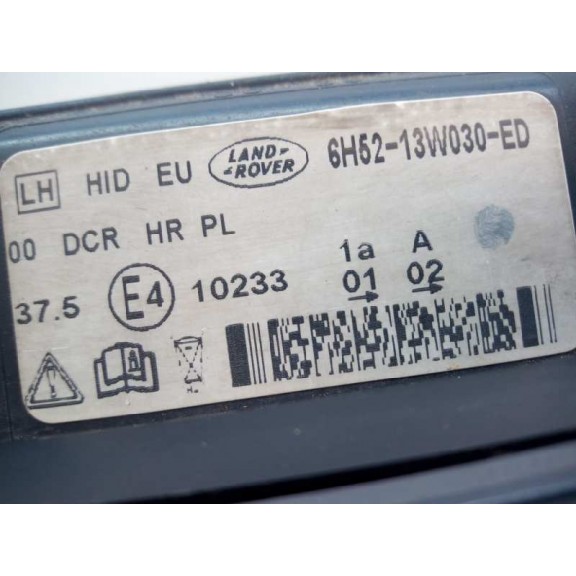 LH HID EU LAND-ROVER 6H52-13W030-ED
00 DCR HR PL
1a A
37.5 E4 10233 01 02